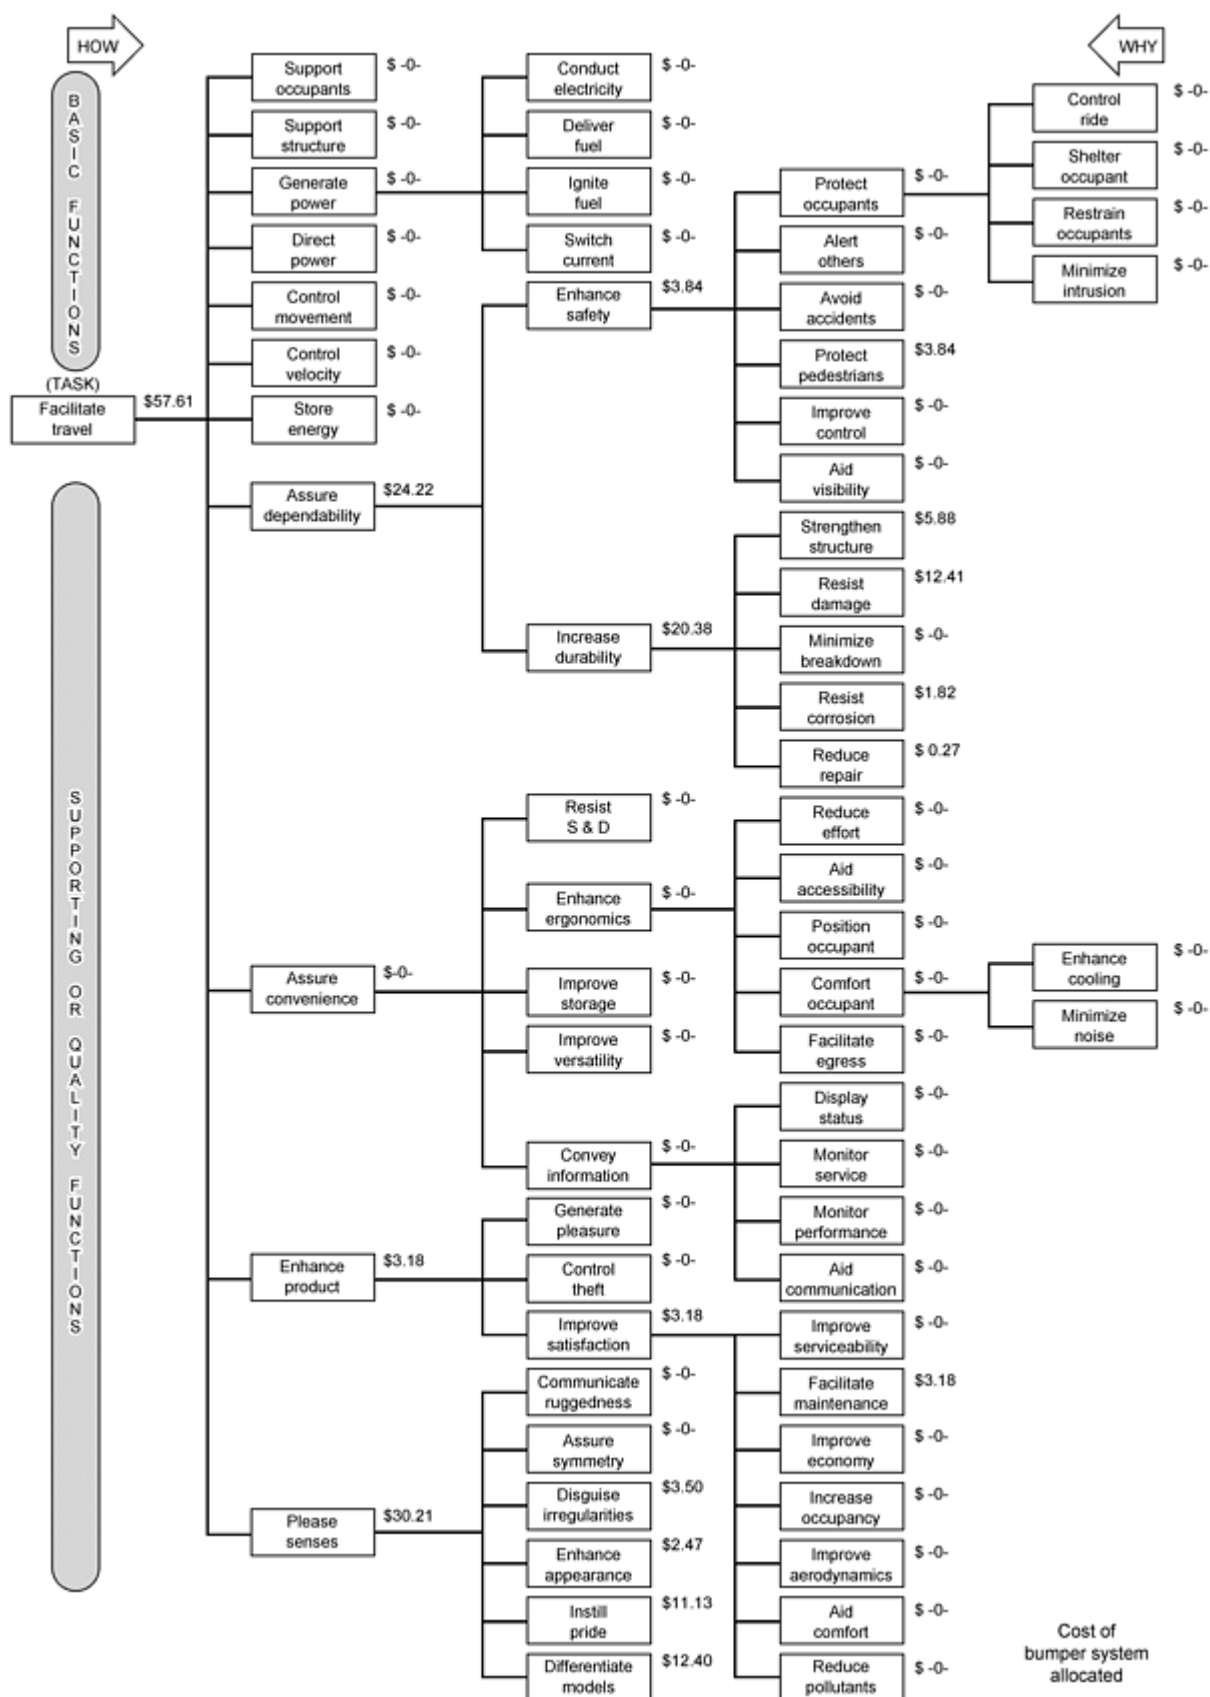 HOW
WHY
BASIC FUNCTIONS
(TASK)
Facilitate
travel
$57.61
SUPPORTING OR QUALITY FUNCTIONS
Support
occupants
$ -0-
Support
structure
$ -0-
Generate
power
$ -0-
Direct
power
$ -0-
Control
movement
$ -0-
Control
velocity
$ -0-
Store
energy
$ -0-
Assure
dependability
$24.22
Assure
convenience
$-0-
Enhance
product
$3.18
Please
senses
$30.21
Conduct
electricity
$ -0-
Deliver
fuel
$ -0-
Ignite
fuel
$ -0-
Switch
current
$ -0-
Enhance
safety
$3.84
Increase
durability
$20.38
Resist
S & D
$ -0-
Enhance
ergonomics
$ -0-
Improve
storage
$ -0-
Improve
versatility
$ -0-
Convey
information
$ -0-
Generate
pleasure
$ -0-
Control
theft
$ -0-
Improve
satisfaction
$3.18
Communicate
ruggedness
$ -0-
Assure
symmetry
$ -0-
Disguise
irregularities
$3.50
Enhance
appearance
$2.47
Instill
pride
$11.13
Differentiate
models
$12.40
Protect
occupants
$ -0-
Alert
others
$ -0-
Avoid
accidents
$ -0-
Protect
pedestrians
$3.84
Improve
control
$ -0-
Aid
visibility
$ -0-
Strengthen
structure
$5.88
Resist
damage
$12.41
Minimize
breakdown
$ -0-
Resist
corrosion
$1.82
Reduce
repair
$ 0.27
Reduce
effort
$ -0-
Aid
accessibility
$ -0-
Position
occupant
$ -0-
Comfort
occupant
$ -0-
Facilitate
egress
$ -0-
Display
status
$ -0-
Monitor
service
$ -0-
Monitor
performance
$ -0-
Aid
communication
$ -0-
Improve
serviceability
$ -0-
Facilitate
maintenance
$3.18
Improve
economy
$ -0-
Increase
occupancy
$ -0-
Improve
aerodynamics
$ -0-
Aid
comfort
$ -0-
Reduce
pollutants
$ -0-
Control
ride
$ -0-
Shelter
occupant
$ -0-
Restrain
occupants
$ -0-
Minimize
intrusion
$ -0-
Enhance
cooling
$ -0-
Minimize
noise
$ -0-
Cost of
bumper system
allocated